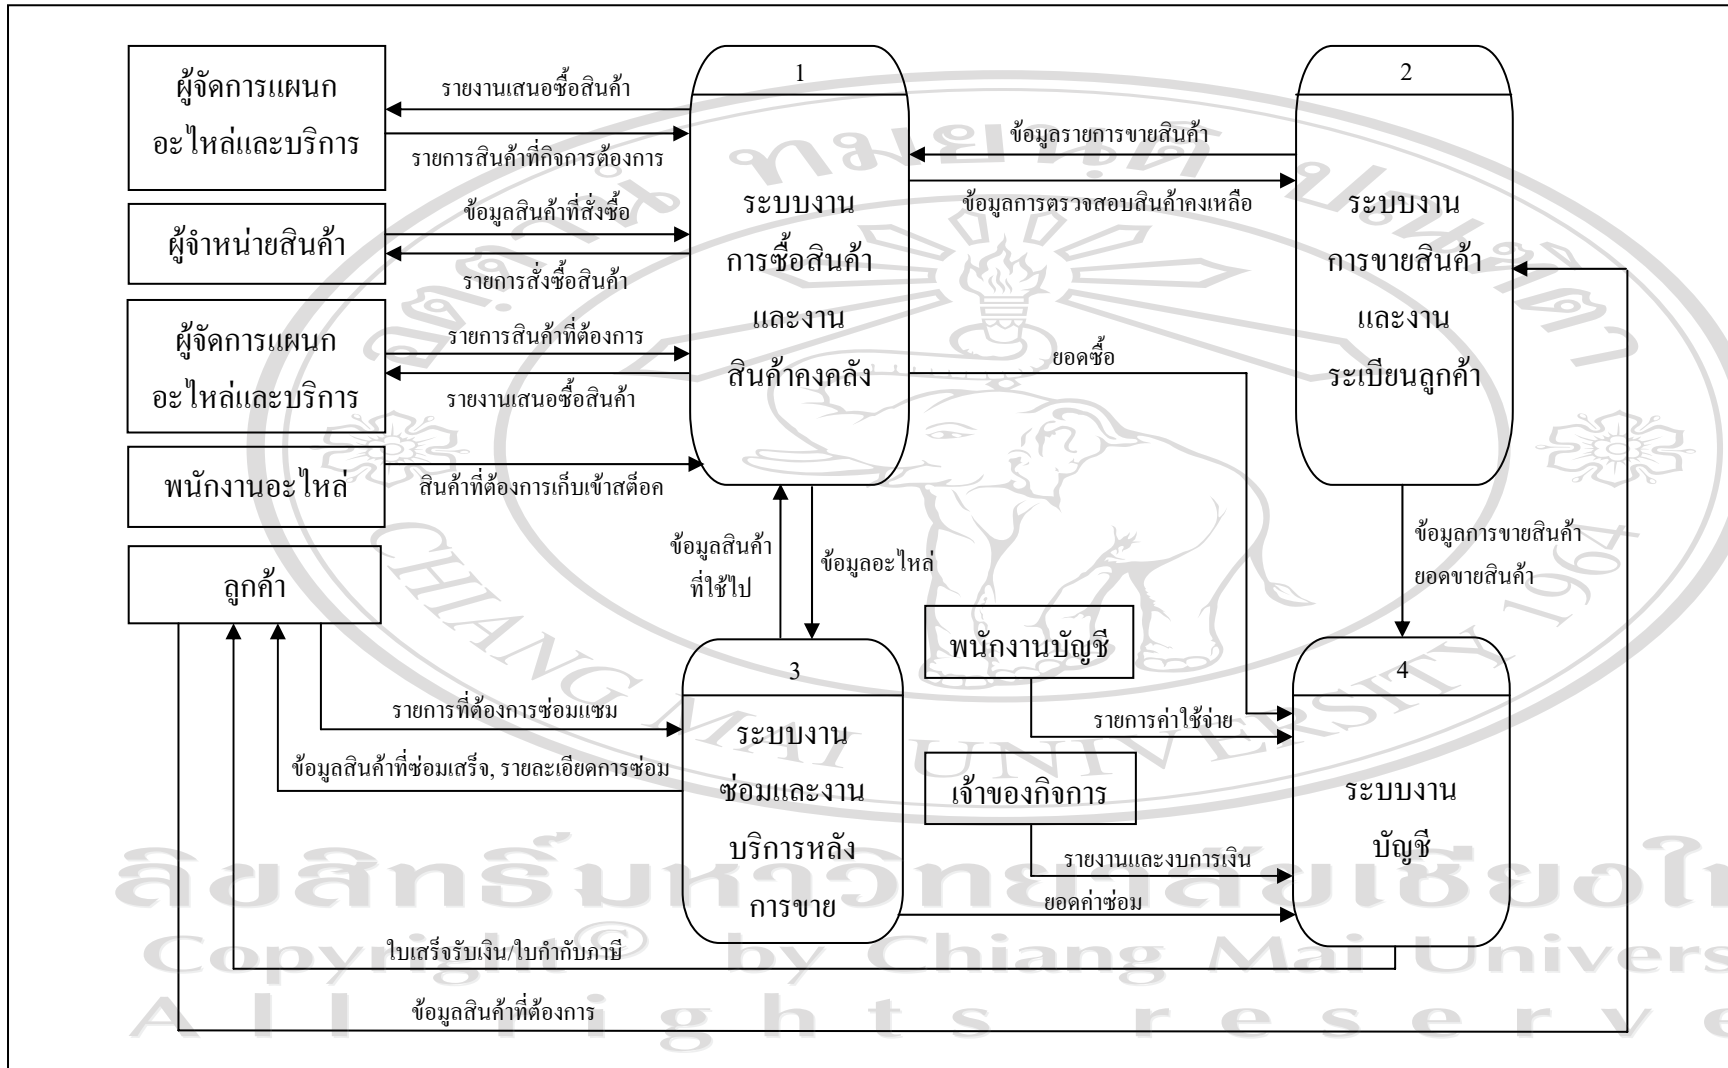 ผู้จัดการแผนก
อะไหล่และบริการ
รายงานเสนอซื้อสินค้า
รายการสินค้าที่กิจการต้องการ
1
ระบบงาน
การซื้อสินค้า
และงาน
สินค้าคงคลัง
ข้อมูลรายการขายสินค้า
ข้อมูลการตรวจสอบสินค้าคงเหลือ
2
ระบบงาน
การขายสินค้า
และงาน
ระเบียนลูกค้า
ผู้จำหน่ายสินค้า
ข้อมูลสินค้าที่สั่งซื้อ
รายการสั่งซื้อสินค้า
ผู้จัดการแผนก
อะไหล่และบริการ
รายการสินค้าที่ต้องการ
รายงานเสนอซื้อสินค้า
ยอดซื้อ
พนักงานอะไหล่
สินค้าที่ต้องการเก็บเข้าสต็อค
ลูกค้า
ข้อมูลสินค้า
ที่ใช้ไป
ข้อมูลอะไหล่
ข้อมูลการขายสินค้า
ยอดขายสินค้า
พนักงานบัญชี
รายการค่าใช้จ่าย
3
ระบบงาน
ซ่อมและงาน
บริการหลัง
การขาย
4
ระบบงาน
บัญชี
รายการที่ต้องการซ่อมแซม
ข้อมูลสินค้าที่ซ่อมเสร็จ, รายละเอียดการซ่อม
เจ้าของกิจการ
รายงานและงบการเงิน
ยอดค่าซ่อม
ใบเสร็จรับเงิน/ใบกำกับภาษี
ข้อมูลสินค้าที่ต้องการ
CHIANG MAI UNIVERSITY 1964
ลิขสิทธิ์มหาวิทยาลัยเชียงให
Copyright© by Chiang Mai Univers
All rights reserve